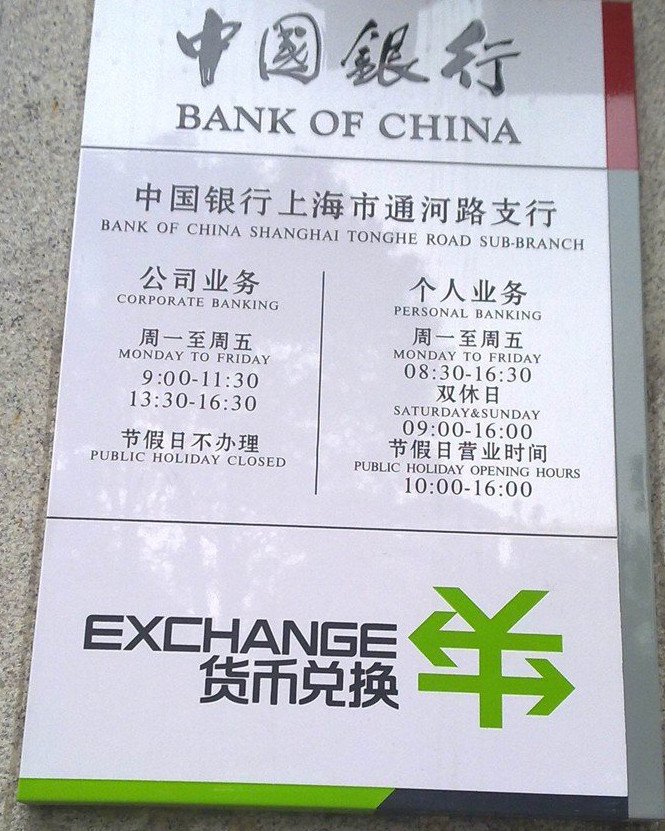 中國銀行
BANK OF CHINA
中国银行上海市通河路支行
BANK OF CHINA SHANGHAI TONGHE ROAD SUB-BRANCH
公司业务
CORPORATE BANKING
周一至周五
MONDAY TO FRIDAY
9:00-11:30
13:30-16:30
节假日不办理
PUBLIC HOLIDAY CLOSED
个人业务
PERSONAL BANKING
周一至周五
MONDAY TO FRIDAY
08:30-16:30
双休日
SATURDAY&SUNDAY
09:00-16:00
节假日营业时间
PUBLIC HOLIDAY OPENING HOURS
10:00-16:00
EXCHANGE
货币兑换